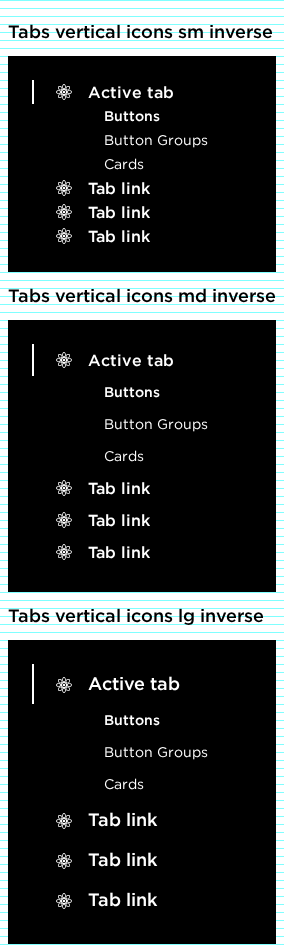 Tabs vertical icons sm inverse
Active tab
Buttons
Button Groups
Cards
Tab link
Tab link
Tab link
Tabs vertical icons md inverse
Active tab
Buttons
Button Groups
Cards
Tab link
Tab link
Tab link
Tabs vertical icons lg inverse
Active tab
Buttons
Button Groups
Cards
Tab link
Tab link
Tab link